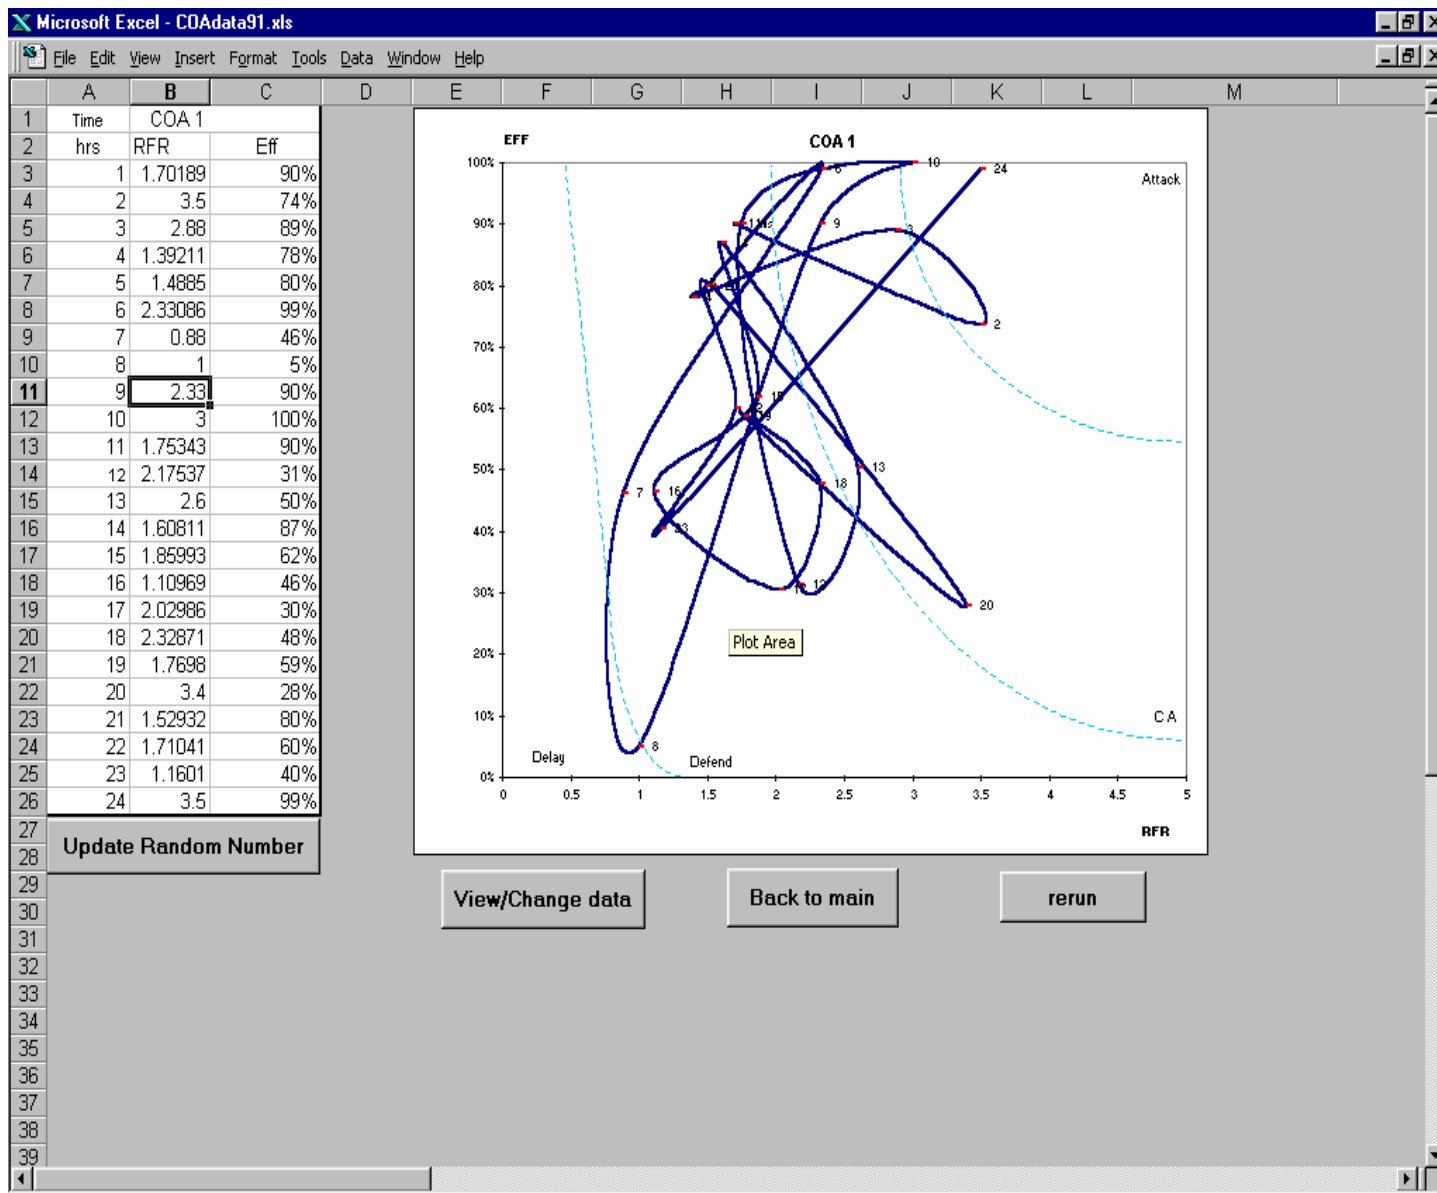 Microsoft Excel - COAdata91.xls
File Edit View Insert Format Tools Data Window Help
A B C D E F G H I J K L M
1 Time COA 1
2 hrs RFR Eff
3 1 1.70189 90%
4 2 3.5 74%
5 3 2.88 89%
6 4 1.39211 78%
7 5 1.4885 80%
8 6 2.33086 99%
9 7 0.88 46%
10 8 1 5%
11 9 2.33 90%
12 10 3 100%
13 11 1.75343 90%
14 12 2.17537 31%
15 13 2.6 50%
16 14 1.60811 87%
17 15 1.85993 62%
18 16 1.10969 46%
19 17 2.02986 30%
20 18 2.32871 48%
21 19 1.7698 59%
22 20 3.4 28%
23 21 1.52932 80%
24 22 1.71041 60%
25 23 1.1601 40%
26 24 3.5 99%
27
28
29
30
31
32
33
34
35
36
37
38
39
Update Random Number
EFF
COA 1
100%
90%
80%
70%
60%
50%
40%
30%
20%
10%
0%
6
10
24
Attack
9
3
4
2
15
13
7
16
18
23
12
20
Plot Area
8
C A
Delay
Defend
0 0.5 1 1.5 2 2.5 3 3.5 4 4.5 5
RFR
View/Change data
Back to main
rerun